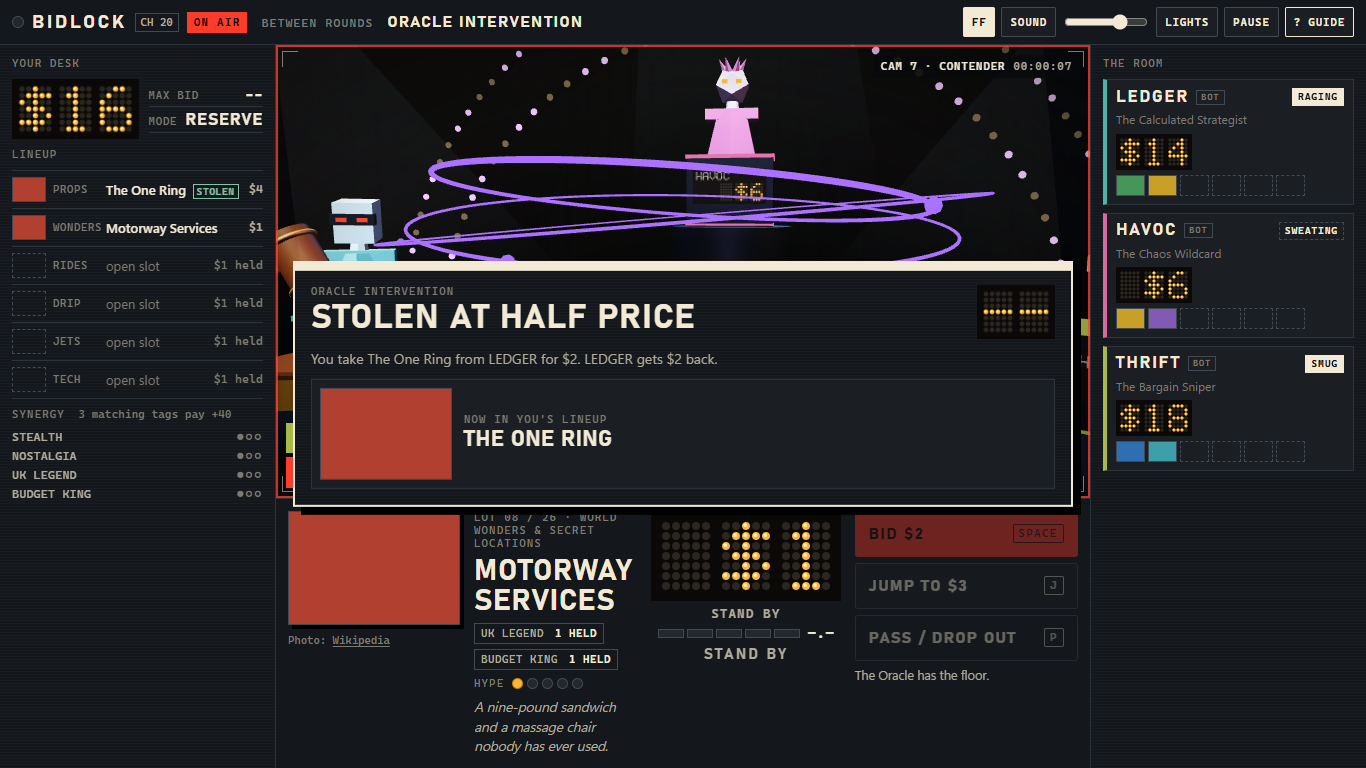 BIDLOCK CH 20 ON AIR BETWEEN ROUNDS ORACLE INTERVENTION FF SOUND LIGHTS PAUSE ? GUIDE
YOUR DESK
$16
MAX BID --
MODE RESERVE
LINEUP
PROPS The One Ring STOLEN $4
WONDERS Motorway Services $1
RIDES open slot $1 held
DRIP open slot $1 held
JETS open slot $1 held
TECH open slot $1 held
SYNERGY 3 matching tags pay +40
STEALTH
NOSTALGIA
UK LEGEND
BUDGET KING
CAM 7 · CONTENDER 00:00:07
HAVOC
$6
ORACLE INTERVENTION
STOLEN AT HALF PRICE
--
You take The One Ring from LEDGER for $2. LEDGER gets $2 back.
NOW IN YOU'S LINEUP
THE ONE RING
LOT 08 / 26 · WORLD
WONDERS & SECRET
LOCATIONS
MOTORWAY
SERVICES
UK LEGEND 1 HELD
BUDGET KING 1 HELD
HYPE
A nine-pound sandwich
and a massage chair
nobody has ever used.
Photo: Wikipedia
$1
STAND BY
-.-
STAND BY
BID $2 SPACE
JUMP TO $3 J
PASS / DROP OUT P
The Oracle has the floor.
THE ROOM
LEDGER BOT RAGING
The Calculated Strategist
$14
HAVOC BOT SWEATING
The Chaos Wildcard
$6
THRIFT BOT SMUG
The Bargain Sniper
$18